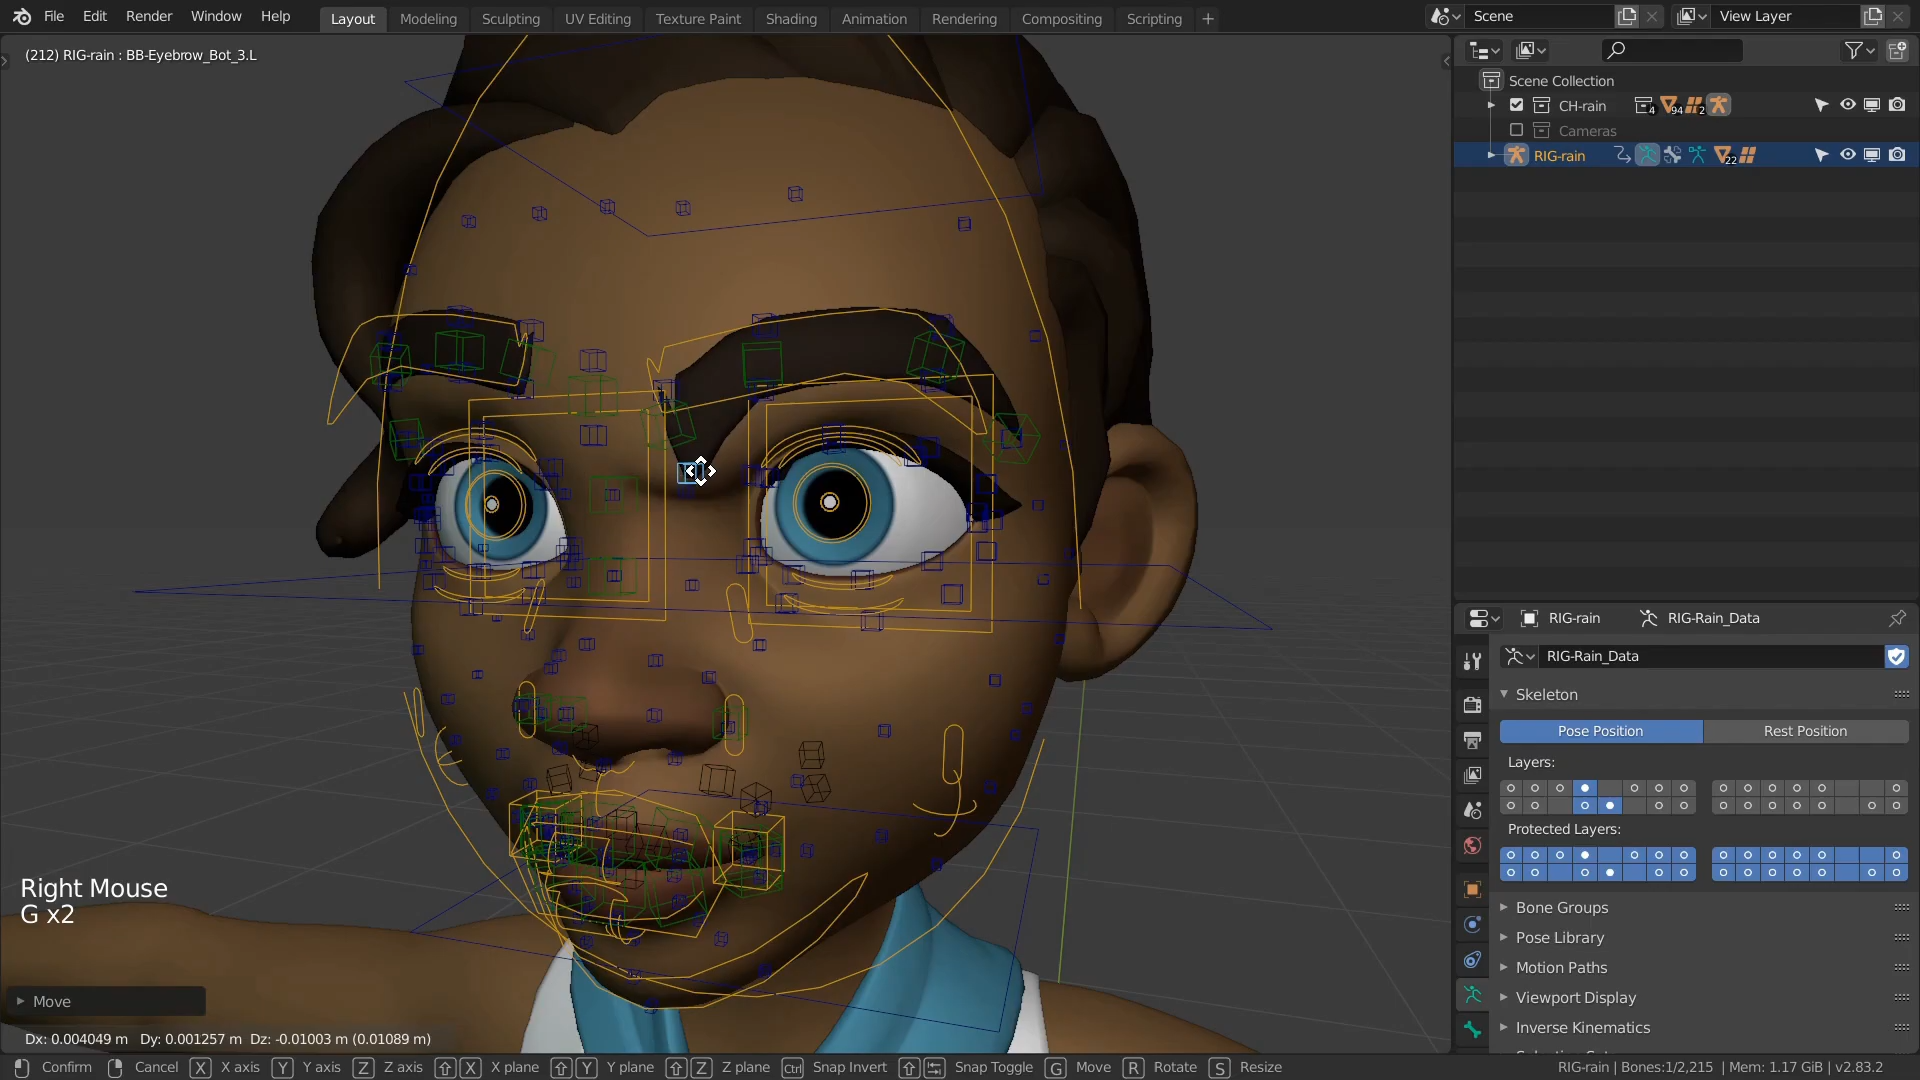 File Edit Render Window Help Layout Modeling Sculpting UV Editing Texture Paint Shading Animation Rendering Compositing Scripting + Scene View Layer
(212) RIG-rain : BB-Eyebrow_Bot_3.L
Scene Collection
CH-rain 4 94 2
Cameras
RIG-rain 22
RIG-rain RIG-Rain_Data
RIG-Rain_Data
Skeleton
Pose Position Rest Position
Layers:
Protected Layers:
Bone Groups
Pose Library
Motion Paths
Viewport Display
Inverse Kinematics
Right Mouse
G x2
Move
Dx: 0.004049 m Dy: 0.001257 m Dz: -0.01003 m (0.01089 m)
Confirm Cancel X X axis Y Y axis Z Z axis X X plane Y Y plane Z Z plane Ctrl Snap Invert Snap Toggle G Move R Rotate S Resize RIG-rain | Bones:1/2,215 | Mem: 1.17 GiB | v2.83.2